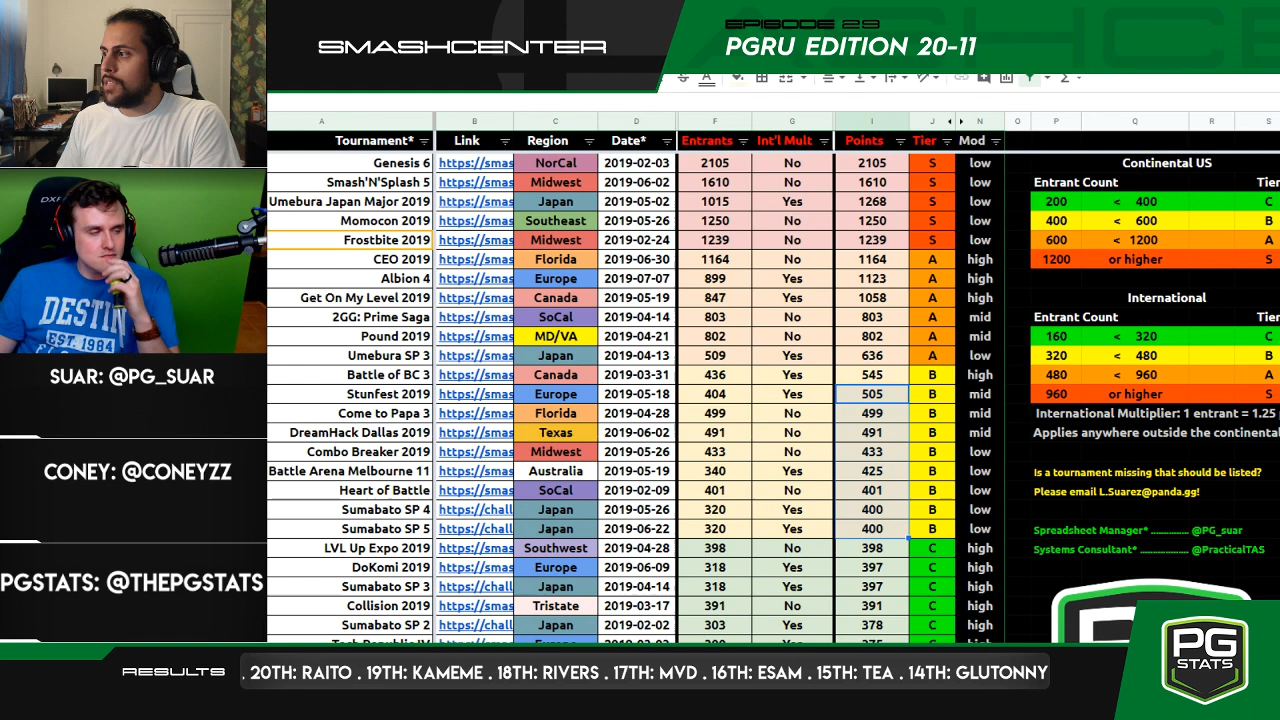 SMASHCENTER
EPISODE 29
PGRU EDITION 20-11
A B C D F G I J N O P Q R S
Tournament* Link Region Date* Entrants Int'l Mult Points Tier Mod
Genesis 6 https://smas NorCal 2019-02-03 2105 No 2105 S low
Smash'N'Splash 5 https://smas Midwest 2019-06-02 1610 No 1610 S low
Umebura Japan Major 2019 https://smas Japan 2019-05-02 1015 Yes 1268 S low
Momocon 2019 https://smas Southeast 2019-05-26 1250 No 1250 S low
Frostbite 2019 https://smas Midwest 2019-02-24 1239 No 1239 S low
CEO 2019 https://smas Florida 2019-06-30 1164 No 1164 A high
Albion 4 https://smas Europe 2019-07-07 899 Yes 1123 A high
Get On My Level 2019 https://smas Canada 2019-05-19 847 Yes 1058 A high
2GG: Prime Saga https://smas SoCal 2019-04-14 803 No 803 A mid
Pound 2019 https://smas MD/VA 2019-04-21 802 No 802 A mid
Umebura SP 3 https://smas Japan 2019-04-13 509 Yes 636 A low
Battle of BC 3 https://smas Canada 2019-03-31 436 Yes 545 B high
Stunfest 2019 https://smas Europe 2019-05-18 404 Yes 505 B mid
Come to Papa 3 https://smas Florida 2019-04-28 499 No 499 B mid
DreamHack Dallas 2019 https://smas Texas 2019-06-02 491 No 491 B mid
Combo Breaker 2019 https://smas Midwest 2019-05-26 433 No 433 B low
Battle Arena Melbourne 11 https://smas Australia 2019-05-19 340 Yes 425 B low
Heart of Battle https://smas SoCal 2019-02-09 401 No 401 B low
Sumabato SP 4 https://chall Japan 2019-05-26 320 Yes 400 B low
Sumabato SP 5 https://chall Japan 2019-06-22 320 Yes 400 B low
LVL Up Expo 2019 https://smas Southwest 2019-04-28 398 No 398 C high
DoKomi 2019 https://smas Europe 2019-06-09 318 Yes 397 C high
Sumabato SP 3 https://chall Japan 2019-04-14 318 Yes 397 C high
Collision 2019 https://smas Tristate 2019-03-17 391 No 391 C high
Sumabato SP 2 https://chall Japan 2019-02-02 303 Yes 378 C high
Continental US
Entrant Count Tier
200 < 400 C
400 < 600 B
600 < 1200 A
1200 or higher S
International
Entrant Count Tier
160 < 320 C
320 < 480 B
480 < 960 A
960 or higher S
International Multiplier: 1 entrant = 1.25
Applies anywhere outside the continental
Is a tournament missing that should be listed?
Please email L.Suarez@panda.gg!
Spreadsheet Manager* .............. @PG_suar
Systems Consultant* .................... @PracticalTAS
DESTIN
EST. 1984
SUAR: @PG_SUAR
CONEY: @CONEYZZ
PGSTATS: @THEPGSTATS
RESULTS . 20TH: RAITO . 19TH: KAMEME . 18TH: RIVERS . 17TH: MVD . 16TH: ESAM . 15TH: TEA . 14TH: GLUTONNY
PG
STATS